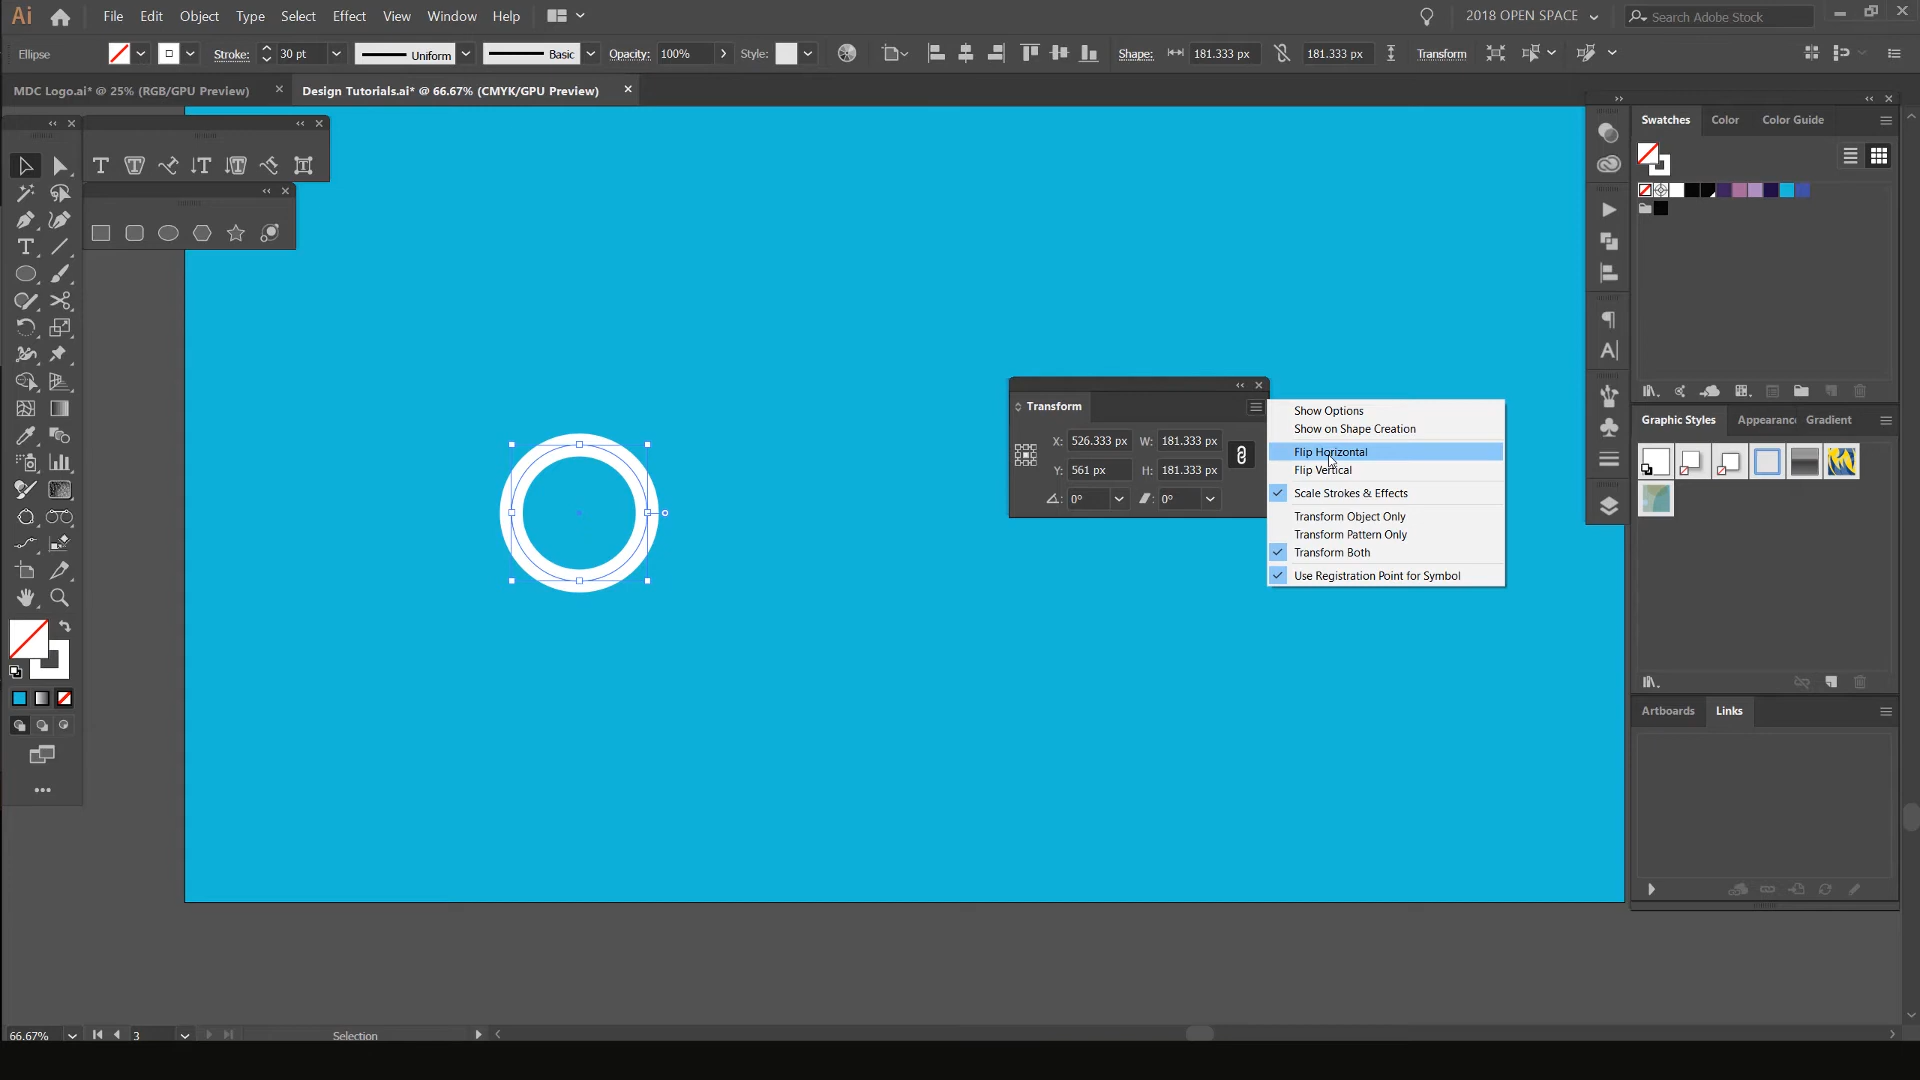 Ai File Edit Object Type Select Effect View Window Help 2018 OPEN SPACE Search Adobe Stock
Ellipse Stroke: 30 pt Uniform Basic Opacity: 100% Style: Shape: 181.333 px 181.333 px Transform
MDC Logo.ai* @ 25% (RGB/GPU Preview) Design Tutorials.ai* @ 66.67% (CMYK/GPU Preview)
Swatches Color Color Guide
Transform
X: 526.333 px W: 181.333 px
Y: 561 px H: 181.333 px
0° 0°
Show Options
Show on Shape Creation
Flip Horizontal
Flip Vertical
Scale Strokes & Effects
Transform Object Only
Transform Pattern Only
Transform Both
Use Registration Point for Symbol
Graphic Styles Appearanc Gradient
Artboards Links
66.67% 3 Selection